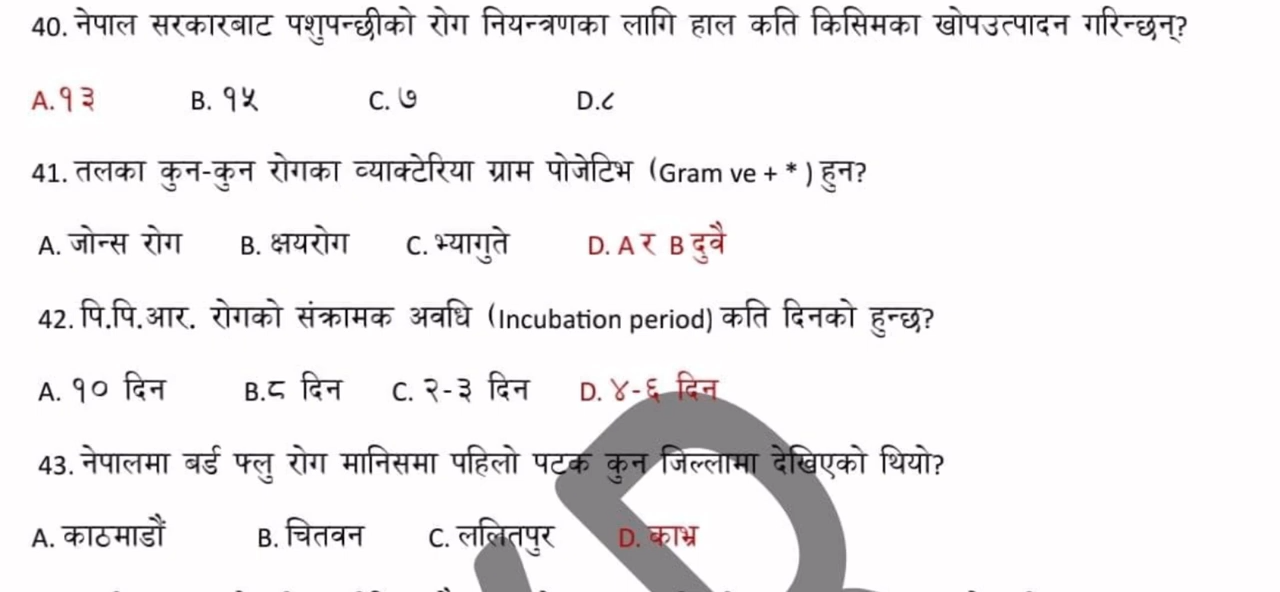 40. नेपाल सरकारबाट पशुपन्छीको रोग नियन्त्रणका लागि हाल कति किसिमका खोपउत्पादन गरिन्छन्?
A.१३ B. १५ C. ७ D.८
41. तलका कुन-कुन रोगका व्याक्टेरिया ग्राम पोजेटिभ (Gram ve + * ) हुन?
A. जोन्स रोग B. क्षयरोग C. भ्यागुते D. A र B दुवै
42. पि.पि.आर. रोगको संक्रामक अवधि (Incubation period) कति दिनको हुन्छ?
A. १० दिन B.८ दिन C. २-३ दिन D. ४-६ दिन
43. नेपालमा बर्ड फ्लु रोग मानिसमा पहिलो पटक कुन जिल्लामा देखिएको थियो?
A. काठमाडौं B. चितवन C. ललितपुर D. काभ्र